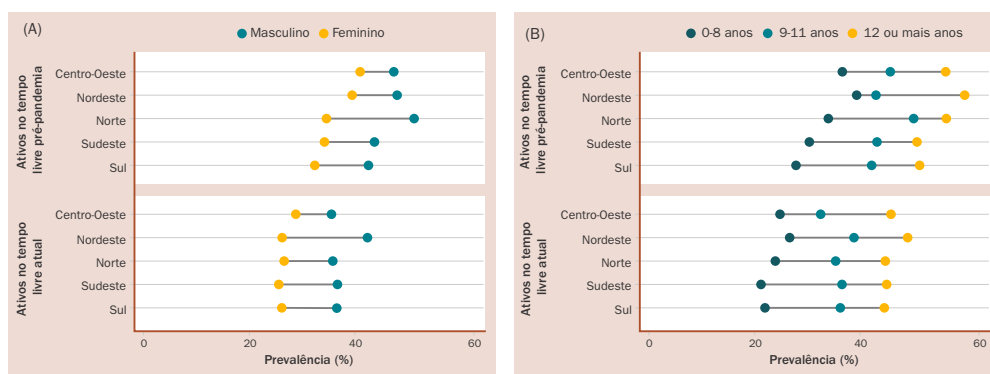 (A)
Masculino Feminino
Ativos no tempo
livre pré-pandemia
Centro-Oeste
Nordeste
Norte
Sudeste
Sul
Ativos no tempo
livre atual
Centro-Oeste
Nordeste
Norte
Sudeste
Sul
0 20 40 60
Prevalência (%)
(B)
0-8 anos 9-11 anos 12 ou mais anos
Ativos no tempo
livre pré-pandemia
Centro-Oeste
Nordeste
Norte
Sudeste
Sul
Ativos no tempo
livre atual
Centro-Oeste
Nordeste
Norte
Sudeste
Sul
0 20 40 60
Prevalência (%)